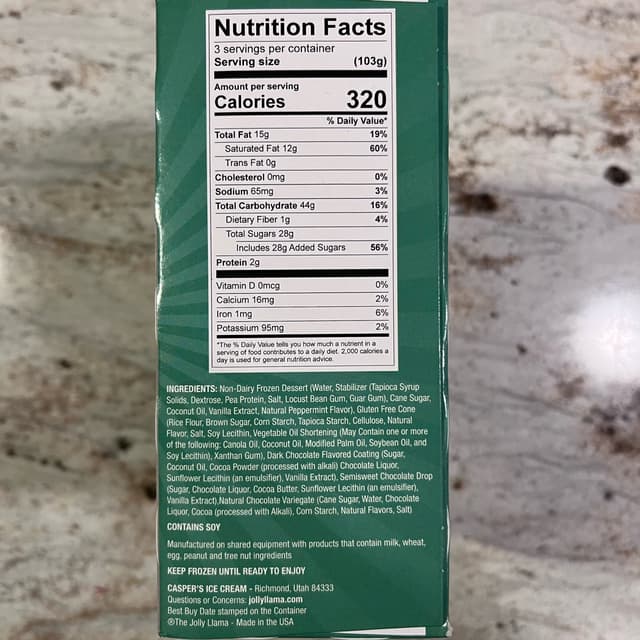 Nutrition Facts
3 servings per container
Serving size (103g)
Amount per serving
Calories 320
% Daily Value*
Total Fat 15g 19%
Saturated Fat 12g 60%
Trans Fat 0g
Cholesterol 0mg 0%
Sodium 65mg 3%
Total Carbohydrate 44g 16%
Dietary Fiber 1g 4%
Total Sugars 28g
Includes 28g Added Sugars 56%
Protein 2g
Vitamin D 0mcg 0%
Calcium 16mg 2%
Iron 1mg 6%
Potassium 95mg 2%
*The % Daily Value tells you how much a nutrient in a
serving of food contributes to a daily diet. 2,000 calories a
day is used for general nutrition advice.
INGREDIENTS: Non-Dairy Frozen Dessert (Water, Stabilizer (Tapioca Syrup
Solids, Dextrose, Pea Protein, Salt, Locust Bean Gum, Guar Gum), Cane Sugar,
Coconut Oil, Vanilla Extract, Natural Peppermint Flavor), Gluten Free Cone
(Rice Flour, Brown Sugar, Corn Starch, Tapioca Starch, Cellulose, Natural
Flavor, Salt, Soy Lecithin, Vegetable Oil Shortening (May Contain one or more
of the following: Canola Oil, Coconut Oil, Modified Palm Oil, Soybean Oil, and
Soy Lecithin), Xanthan Gum), Dark Chocolate Flavored Coating (Sugar,
Coconut Oil, Cocoa Powder (processed with alkali) Chocolate Liquor,
Sunflower Lecithin (an emulsifier), Vanilla Extract), Semisweet Chocolate Drop
(Sugar, Chocolate Liquor, Cocoa Butter, Sunflower Lecithin (an emulsifier),
Vanilla Extract),Natural Chocolate Variegate (Cane Sugar, Water, Chocolate
Liquor, Cocoa (processed with Alkali), Corn Starch, Natural Flavors, Salt)
CONTAINS SOY
Manufactured on shared equipment with products that contain milk, wheat,
egg, peanut and tree nut ingredients
KEEP FROZEN UNTIL READY TO ENJOY
CASPER'S ICE CREAM - Richmond, Utah 84333
Questions or Concerns: jollyllama.com
Best Buy Date stamped on the Container
®The Jolly Llama - Made in the USA